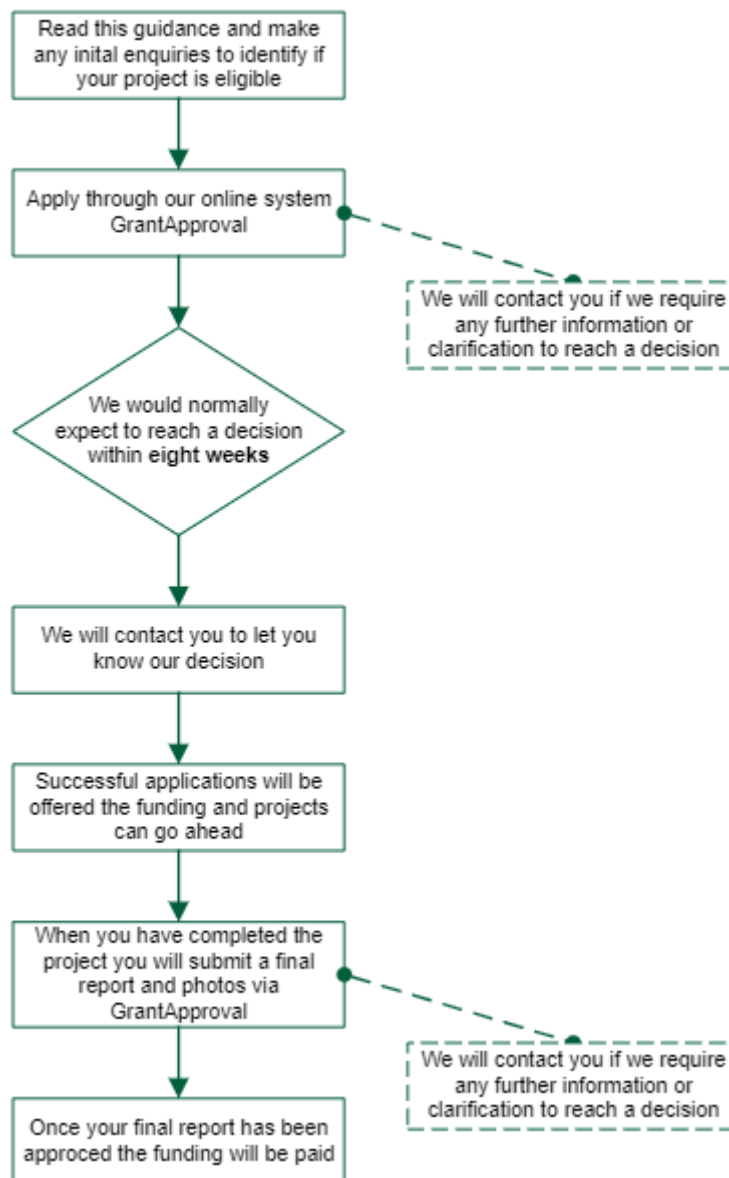 Read this guidance and make
any inital enquiries to identify if
your project is eligible
Apply through our online system
GrantApproval
We will contact you if we require
any further information or
clarification to reach a decision
We would normally
expect to reach a decision
within eight weeks
We will contact you to let you
know our decision
Successful applications will be
offered the funding and projects
can go ahead
When you have completed the
project you will submit a final
report and photos via
GrantApproval
We will contact you if we require
any further information or
clarification to reach a decision
Once your final report has been
approced the funding will be paid